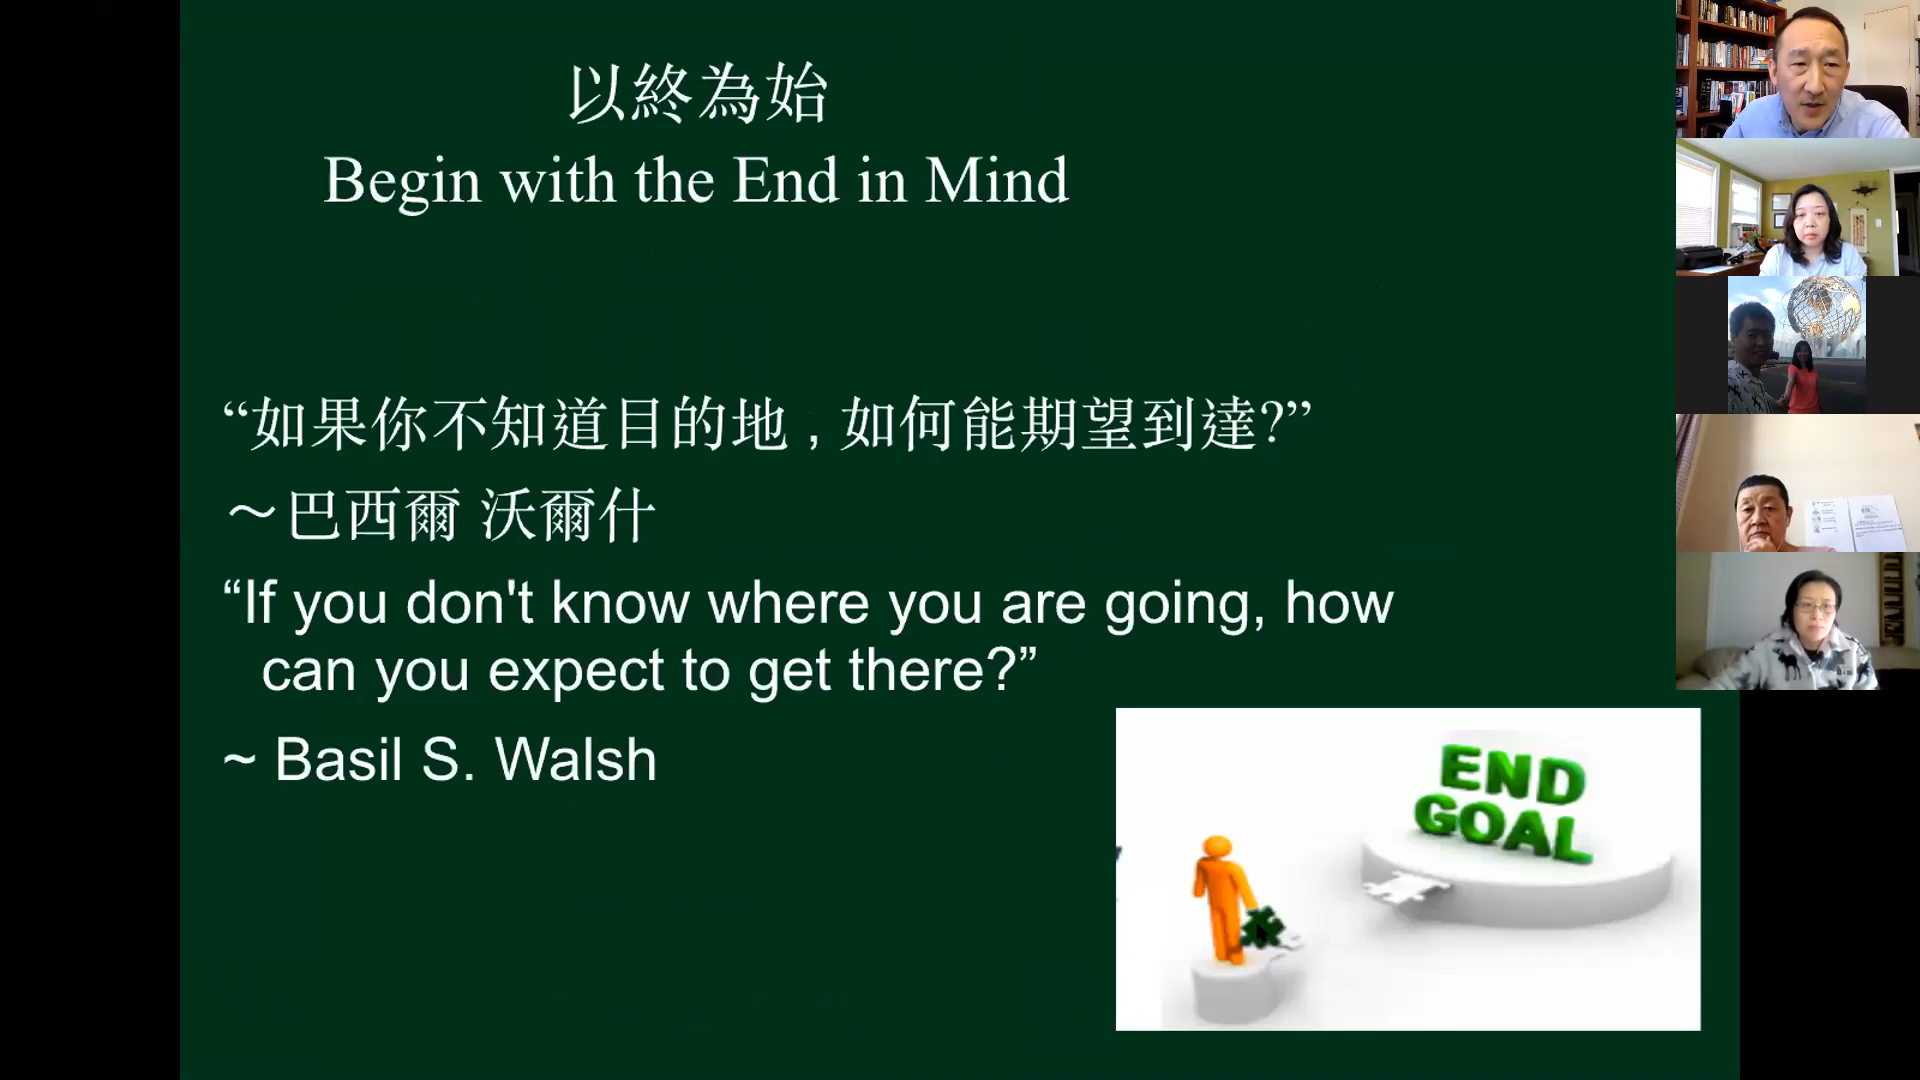 以終為始
Begin with the End in Mind
“如果你不知道目的地 , 如何能期望到達?”
～巴西爾 沃爾什
“If you don't know where you are going, how
can you expect to get there?”
~ Basil S. Walsh
END
GOAL